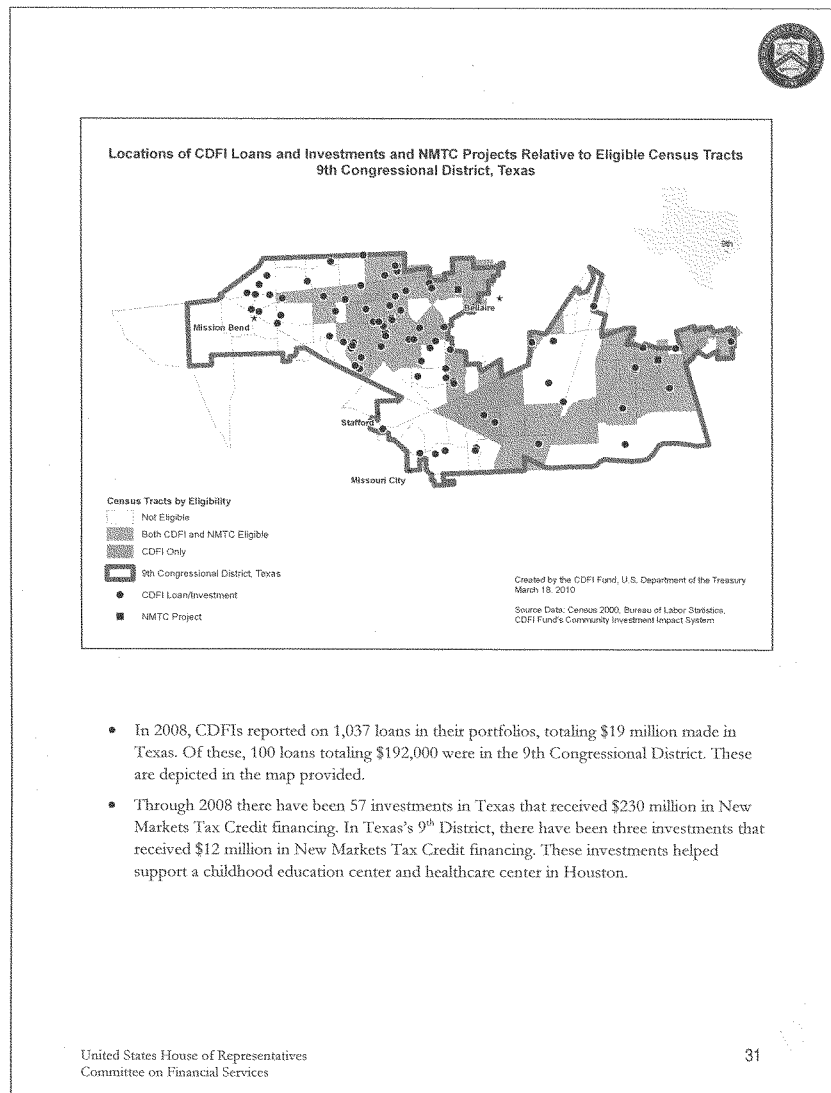 Locations of CDFI Loans and Investments and NMTC Projects Relative to Eligible Census Tracts
9th Congressional District, Texas
9th
Bellaire
Mission Bend
Stafford
Missouri City
Census Tracts by Eligibility
Not Eligible
Both CDFI and NMTC Eligible
CDFI Only
9th Congressional District, Texas
CDFI Loan/Investment
NMTC Project
Created by the CDFI Fund, U.S. Department of the Treasury
March 18, 2010
Source Data: Census 2000, Bureau of Labor Statistics,
CDFI Fund's Community Investment Impact System
• In 2008, CDFIs reported on 1,037 loans in their portfolios, totaling $19 million made in
Texas. Of these, 100 loans totaling $192,000 were in the 9th Congressional District. These
are depicted in the map provided.
• Through 2008 there have been 57 investments in Texas that received $230 million in New
Markets Tax Credit financing. In Texas's 9th District, there have been three investments that
received $12 million in New Markets Tax Credit financing. These investments helped
support a childhood education center and healthcare center in Houston.
United States House of Representatives
Committee on Financial Services
31